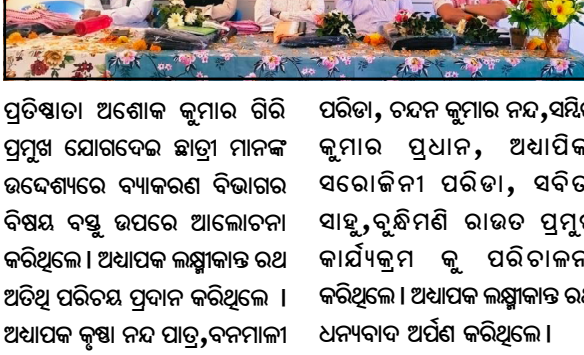 ପ୍ରତିଷ୍ଠାତା ଅଶୋକ କୁମାର ଗିରି
ପ୍ରମୁଖ ଯୋଗଦେଇ ଛାତ୍ରୀ ମାନଙ୍କ
ଉଦ୍ଦେଶ୍ୟରେ ବ୍ୟାକରଣ ବିଭାଗର
ବିଷୟ ବସ୍ତୁ ଉପରେ ଆଲୋଚନା
କରିଥିଲେ। ଅଧ୍ୟାପକ ଲକ୍ଷ୍ମୀକାନ୍ତ ରଥ
ଅତିଥି ପରିଚୟ ପ୍ରଦାନ କରିଥିଲେ ।
ଅଧ୍ୟାପକ କୃଷ୍ଣା ନନ୍ଦ ପାତ୍ର,ବନମାଳୀ
ପରିଡା, ଚନ୍ଦନ କୁମାର ନନ୍ଦ,
କୁମାର ପ୍ରଧାନ, ଅଧ୍ୟାପିକ
ସରୋଜିନୀ ପରିଡା, ସବିତ
ସାହୁ,ବୁଦ୍ଧିମଣି ରାଉତ ପ୍ରମୁ
କାର୍ଯ୍ୟକ୍ରମ କୁ ପରିଚାଳନ
କରିଥିଲେ। ଅଧ୍ୟାପକ ଲକ୍ଷ୍ମୀକାନ୍ତ
ଧନ୍ୟବାଦ ଅର୍ପଣ କରିଥିଲେ।